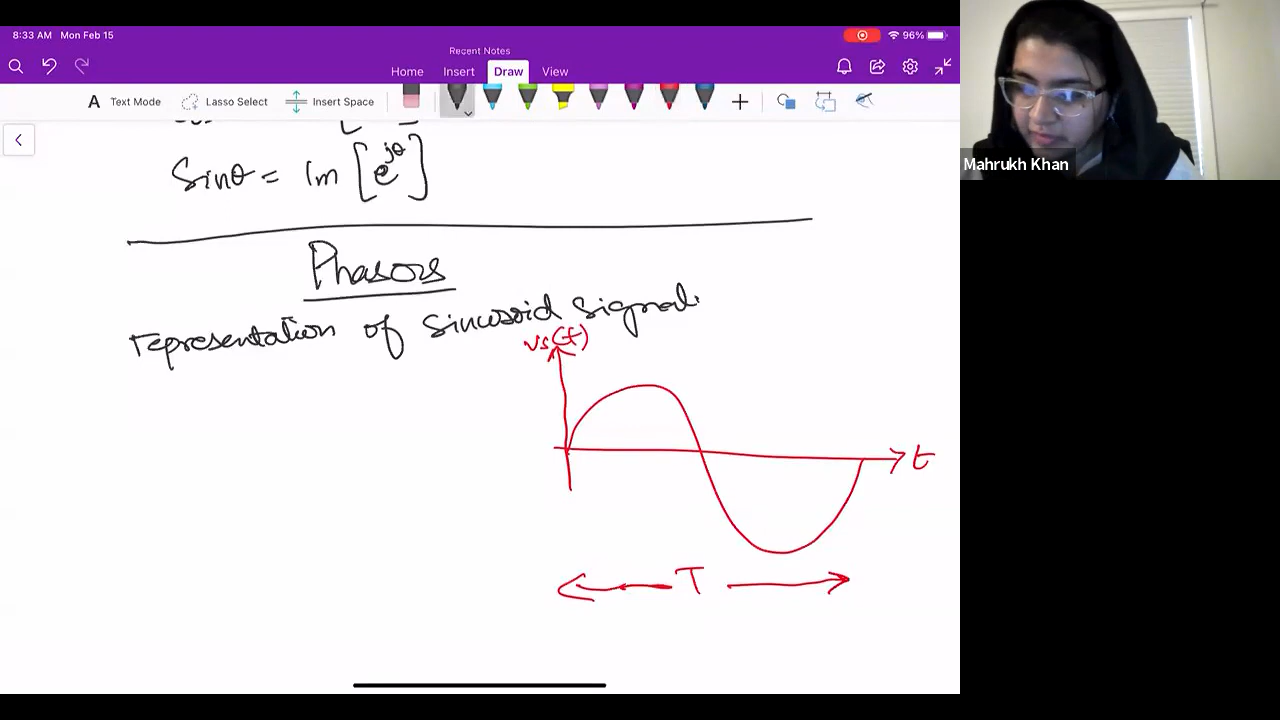 8:33 AM Mon Feb 15
96%
Recent Notes
Home Insert Draw View
Text Mode Lasso Select Insert Space
Sinθ = Im [e^jθ]
Phasors
representation of sinusoid signal.
vs(t)
t
T
Mahrukh Khan